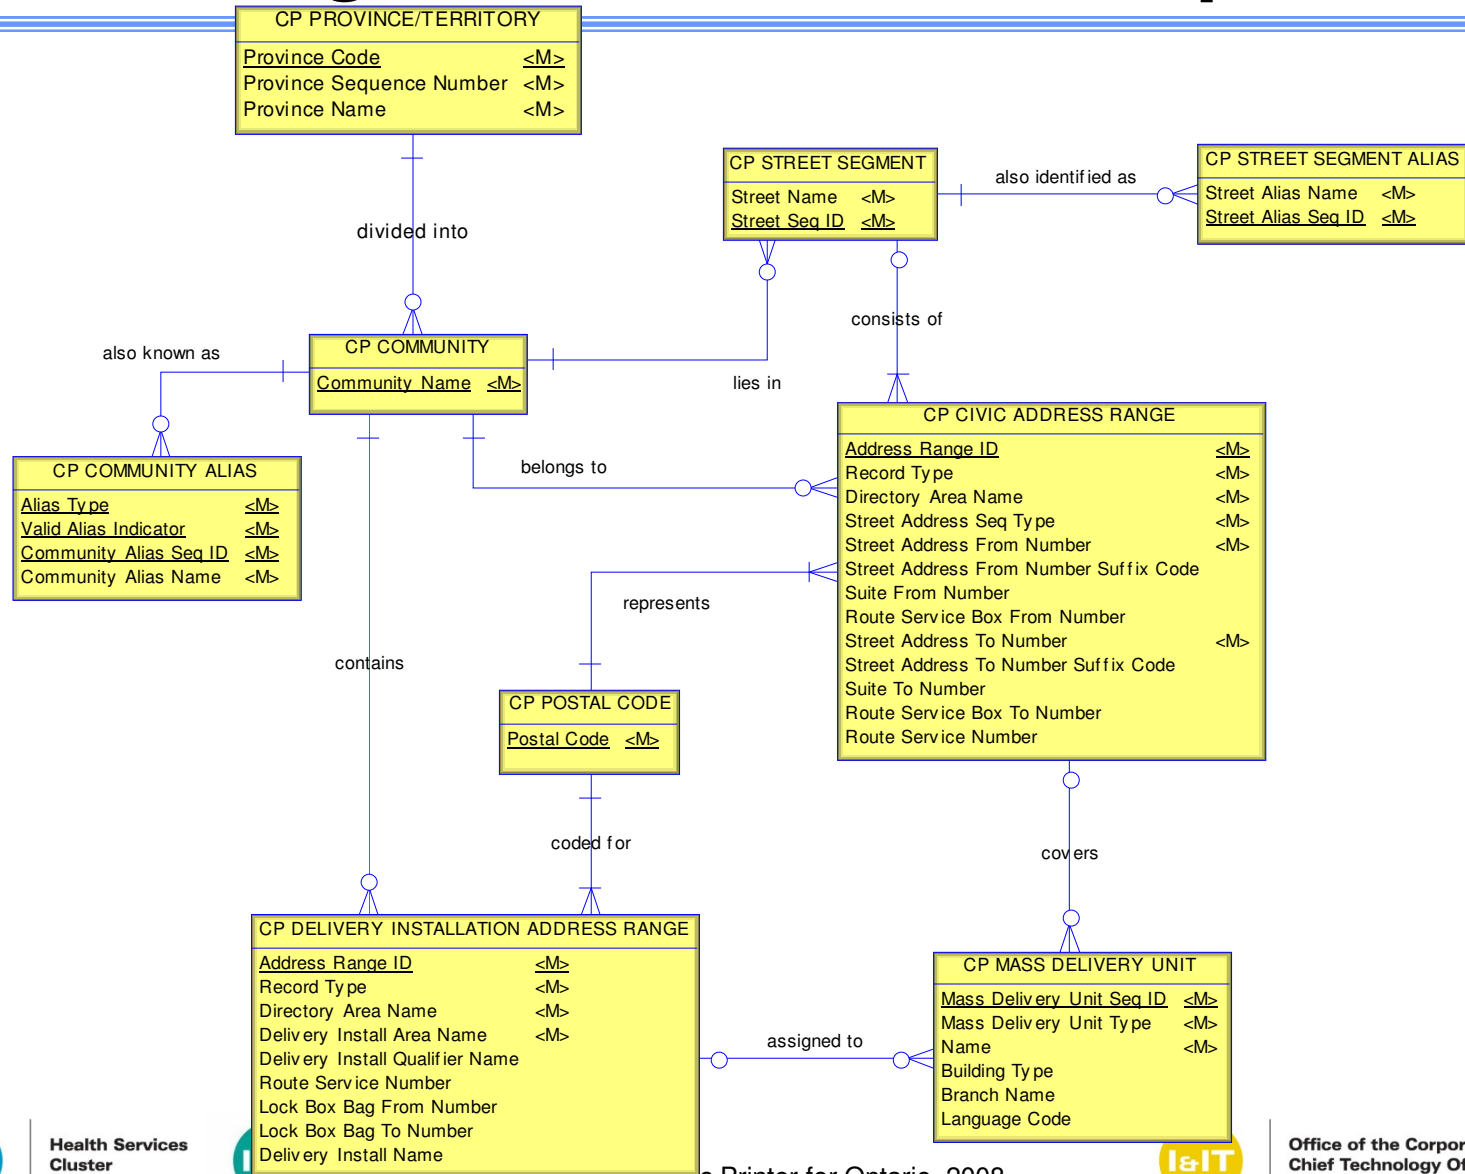 CP PROVINCE/TERRITORY
Province Code <M>
Province Sequence Number <M>
Province Name <M>
divided into
CP STREET SEGMENT
Street Name <M>
Street Seq ID <M>
also identified as
CP STREET SEGMENT ALIAS
Street Alias Name <M>
Street Alias Seq ID <M>
consists of
lies in
also known as
CP COMMUNITY
Community Name <M>
CP COMMUNITY ALIAS
Alias Type <M>
Valid Alias Indicator <M>
Community Alias Seq ID <M>
Community Alias Name <M>
belongs to
CP CIVIC ADDRESS RANGE
Address Range ID <M>
Record Type <M>
Directory Area Name <M>
Street Address Seq Type <M>
Street Address From Number <M>
Street Address From Number Suffix Code
Suite From Number
Route Service Box From Number
Street Address To Number <M>
Street Address To Number Suffix Code
Suite To Number
Route Service Box To Number
Route Service Number
represents
contains
CP POSTAL CODE
Postal Code <M>
coded for
covers
CP DELIVERY INSTALLATION ADDRESS RANGE
Address Range ID <M>
Record Type <M>
Directory Area Name <M>
Delivery Install Area Name <M>
Delivery Install Qualifier Name
Route Service Number
Lock Box Bag From Number
Lock Box Bag To Number
Delivery Install Name
assigned to
CP MASS DELIVERY UNIT
Mass Delivery Unit Seq ID <M>
Mass Delivery Unit Type <M>
Name <M>
Building Type
Branch Name
Language Code
Health Services
Cluster
Printer for Ontario, 2008
I&IT
Office of the Corpor
Chief Technology Of